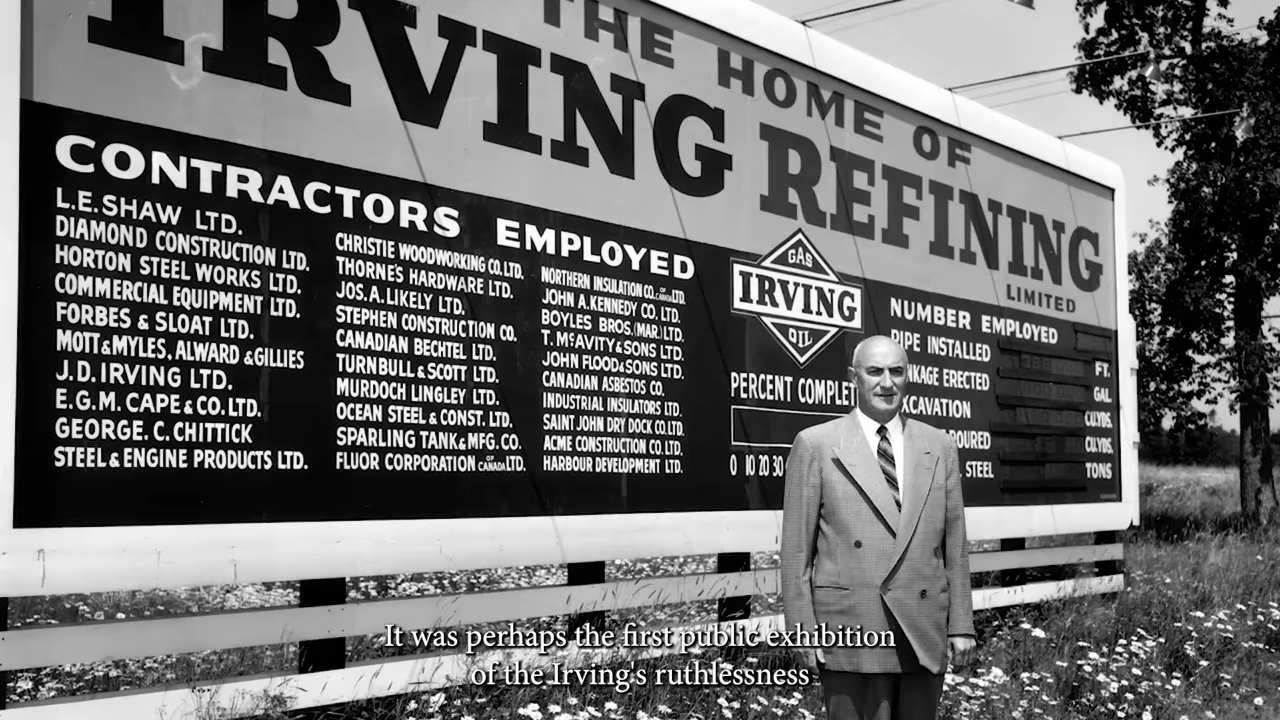 THE HOME OF
IRVING REFINING
LIMITED
CONTRACTORS EMPLOYED
L.E.SHAW LTD.
DIAMOND CONSTRUCTION LTD.
HORTON STEEL WORKS LTD.
COMMERCIAL EQUIPMENT LTD.
FORBES & SLOAT LTD.
MOTT&MYLES, ALWARD &GILLIES
J.D. IRVING LTD.
E.G.M. CAPE & CO. LTD.
GEORGE. C. CHITTICK
STEEL & ENGINE PRODUCTS LTD.
CHRISTIE WOODWORKING CO. LTD.
THORNE'S HARDWARE LTD.
JOS. A. LIKELY LTD.
STEPHEN CONSTRUCTION CO.
CANADIAN BECHTEL LTD.
TURNBULL & SCOTT LTD.
MURDOCH LINGLEY LTD.
OCEAN STEEL & CONST. LTD.
SPARLING TANK & MFG. CO.
FLUOR CORPORATION OF CANADA LTD.
NORTHERN INSULATION CO. OF CANADA LTD.
JOHN A. KENNEDY CO. LTD.
BOYLES BROS. (MAR.) LTD.
T. McAVITY & SONS LTD.
JOHN FLOOD & SONS LTD.
CANADIAN ASBESTOS CO.
INDUSTRIAL INSULATORS LTD.
SAINT JOHN DRY DOCK CO. LTD.
ACME CONSTRUCTION CO. LTD.
HARBOUR DEVELOPMENT LTD.
GAS
IRVING
OIL
PERCENT COMPLET
0 10 20 30
NUMBER EMPLOYED
PIPE INSTALLED FT.
NKAGE ERECTED GAL.
XCAVATION CU.YDS.
OURED CU.YDS.
STEEL TONS
It was perhaps the first public exhibition
of the Irving's ruthlessness